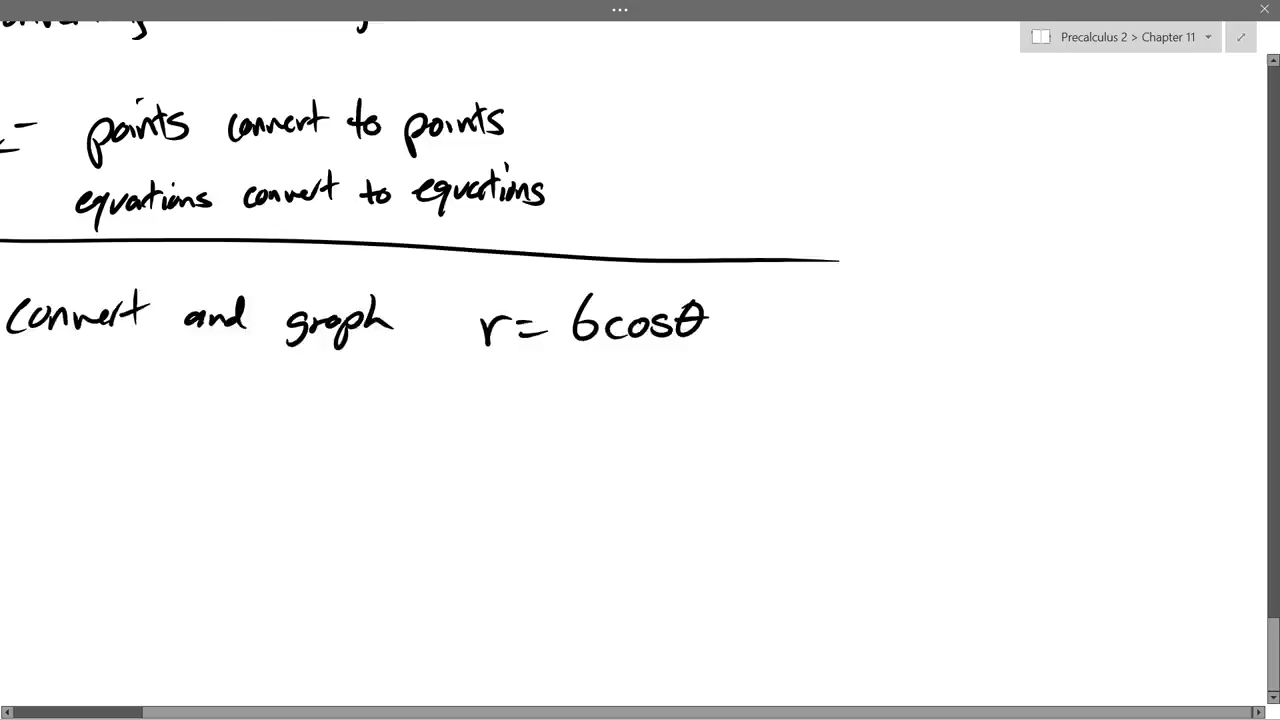 Precalculus 2 > Chapter 11
points convert to points
equations convert to equations
convert and graph r = 6cosθ